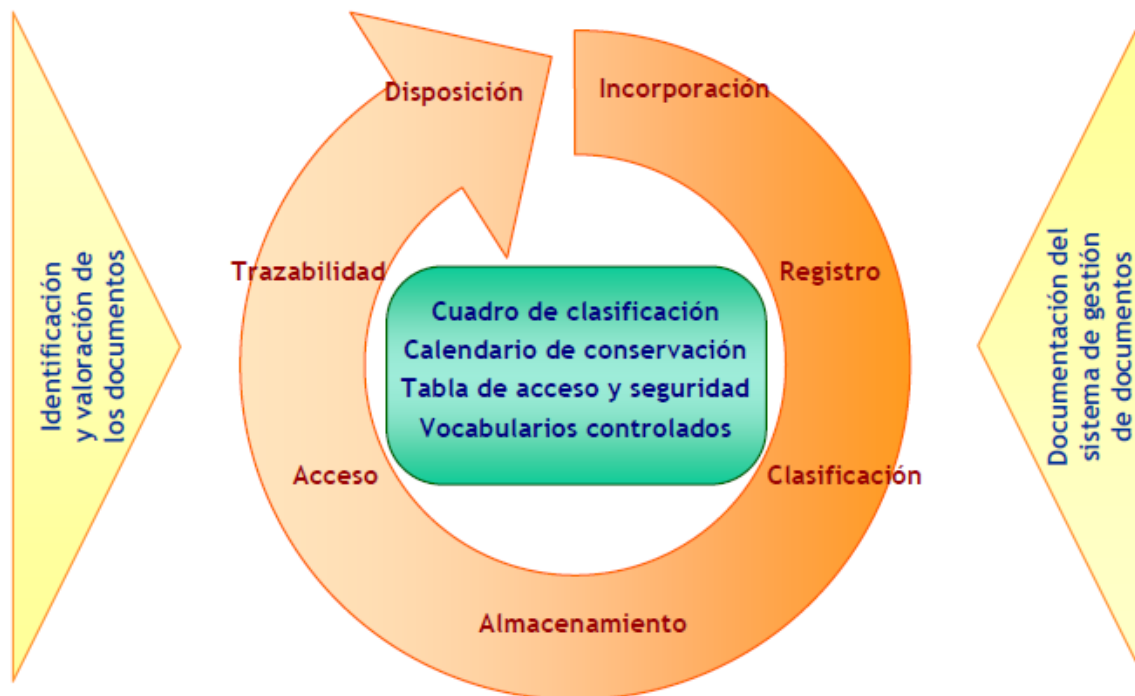 Disposición
Incorporación
Trazabilidad
Registro
Cuadro de clasificación
Calendario de conservación
Tabla de acceso y seguridad
Vocabularios controlados
Acceso
Clasificación
Almacenamiento
Identificación
y valoración de
los documentos
Documentación del
sistema de gestión
de documentos